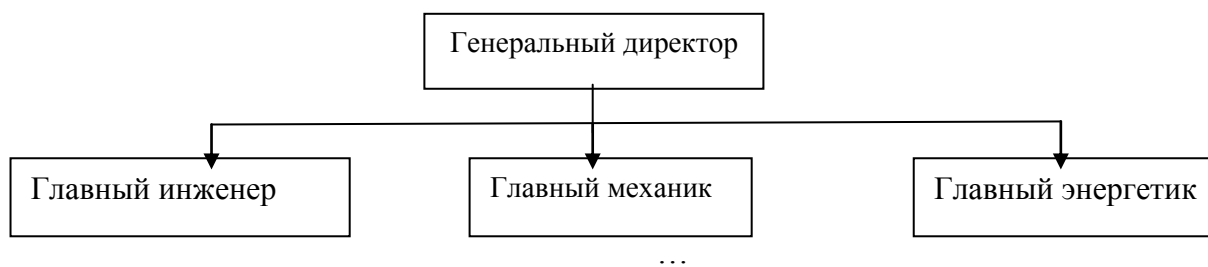 Генеральный директор
Главный инженер
Главный механик
Главный энергетик
…